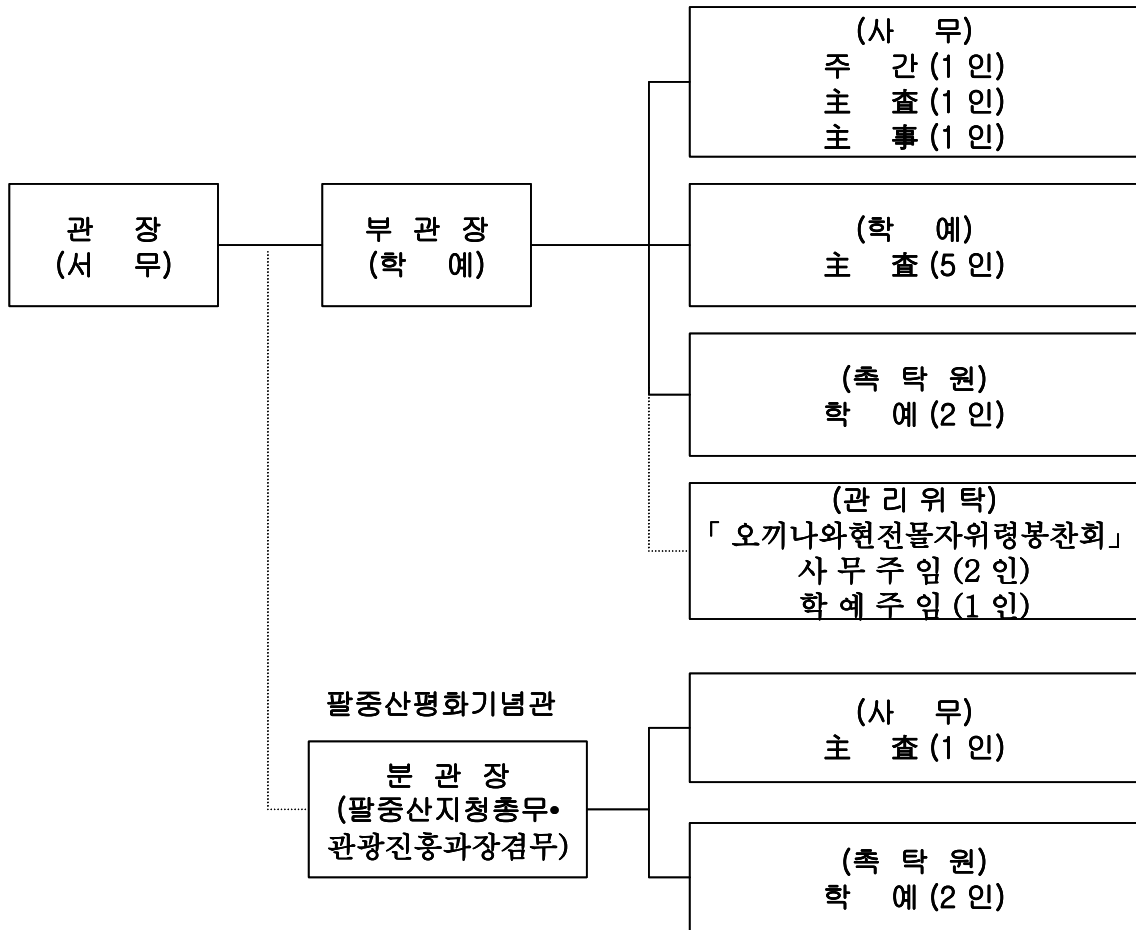 관 장
(서 무)
부 관 장
(학 예)
(사 무)
주 간 (1 인)
主 査 (1 인)
主 事 (1 인)
(학 예)
主 査 (5 인)
(촉 탁 원)
학 예 (2 인)
(관 리 위 탁)
「 오끼나와현전몰자위령봉찬회」
사 무 주 임 (2 인)
학 예 주 임 (1 인)
팔중산평화기념관
분 관 장
(팔중산지청총무•
관광진흥과장겸무)
(사 무)
主 査 (1 인)
(촉 탁 원)
학 예 (2 인)